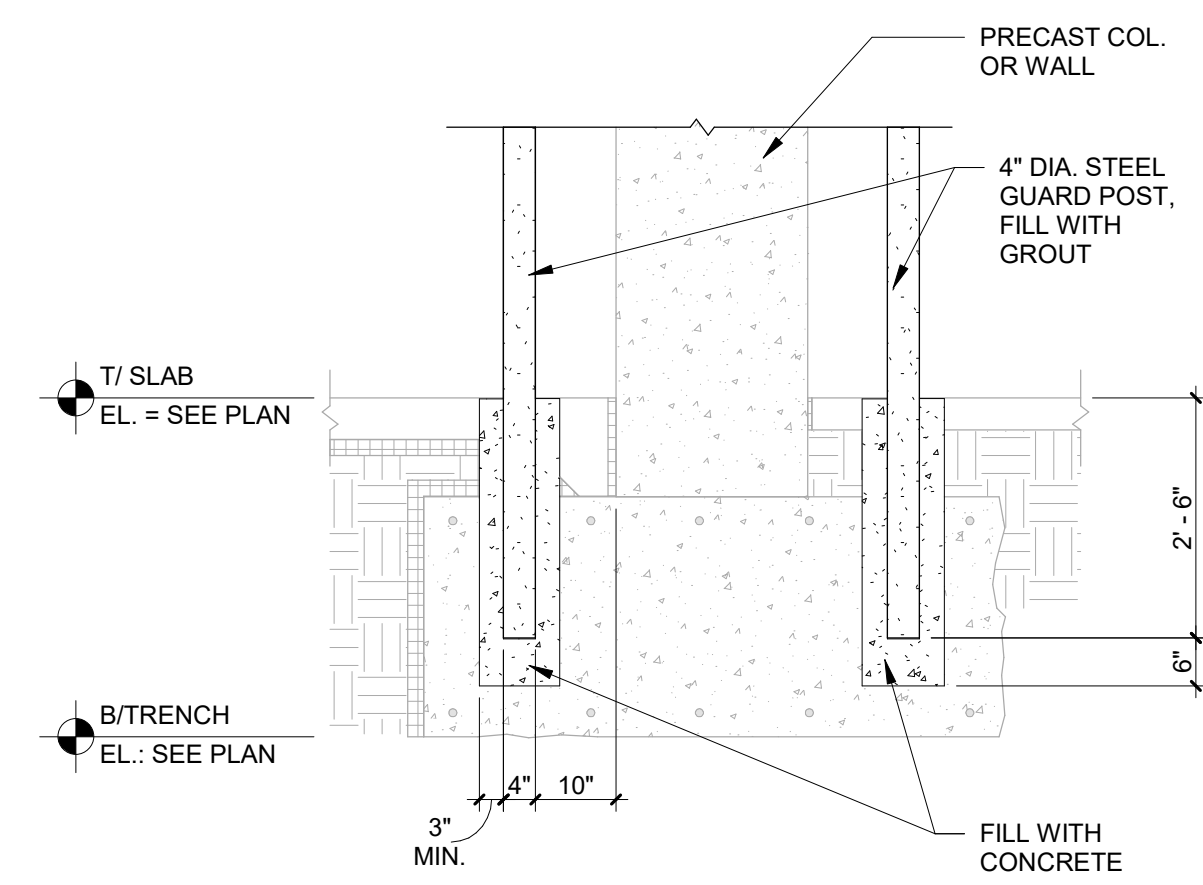 PRECAST COL.
OR WALL
4" DIA. STEEL
GUARD POST,
FILL WITH
GROUT
T/ SLAB
EL. = SEE PLAN
2' - 6"
6"
B/TRENCH
EL.: SEE PLAN
4"
10"
3"
MIN.
FILL WITH
CONCRETE